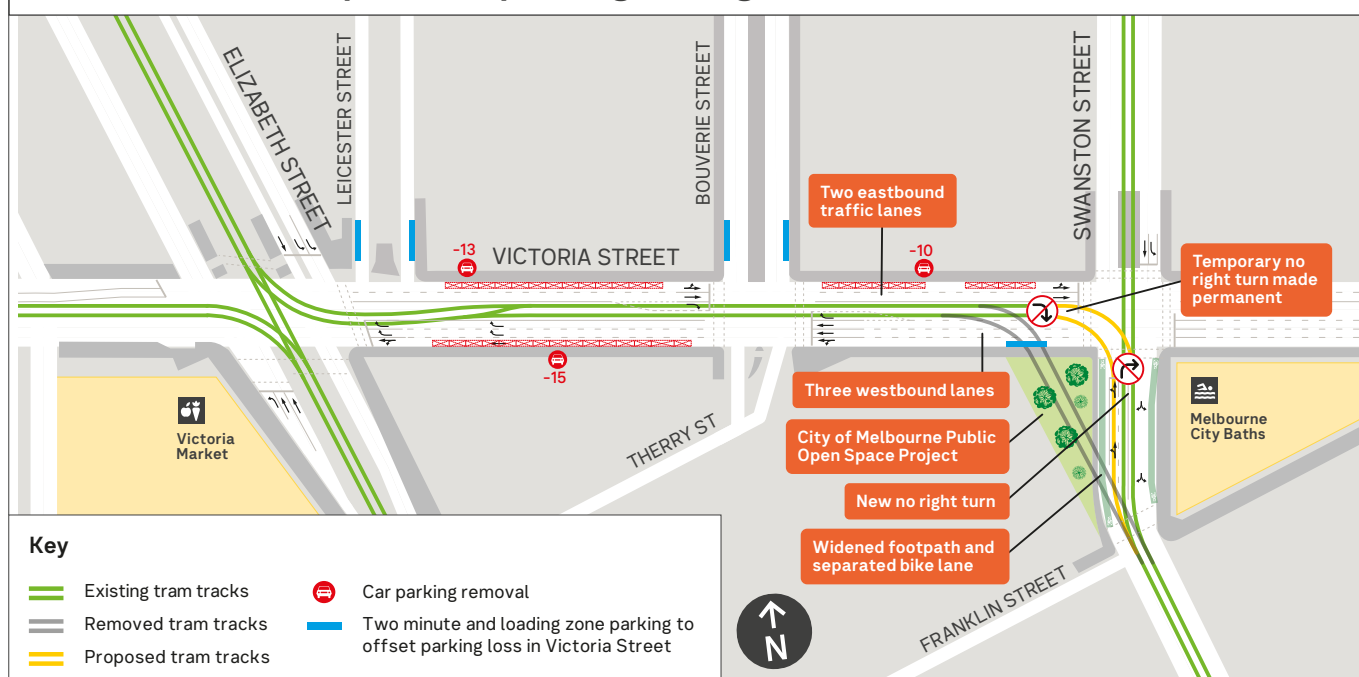 ELIZABETH STREET
LEICESTER STREET
BOUVERIE STREET
SWANSTON STREET
Two eastbound
traffic lanes
-13
VICTORIA STREET
-10
Temporary no
right turn made
permanent
-15
Three westbound lanes
Victoria
Market
Melbourne
City Baths
THERRY ST
City of Melbourne Public
Open Space Project
New no right turn
Widened footpath and
separated bike lane
FRANKLIN STREET
N
Key
Existing tram tracks
Removed tram tracks
Proposed tram tracks
Car parking removal
Two minute and loading zone parking to
offset parking loss in Victoria Street